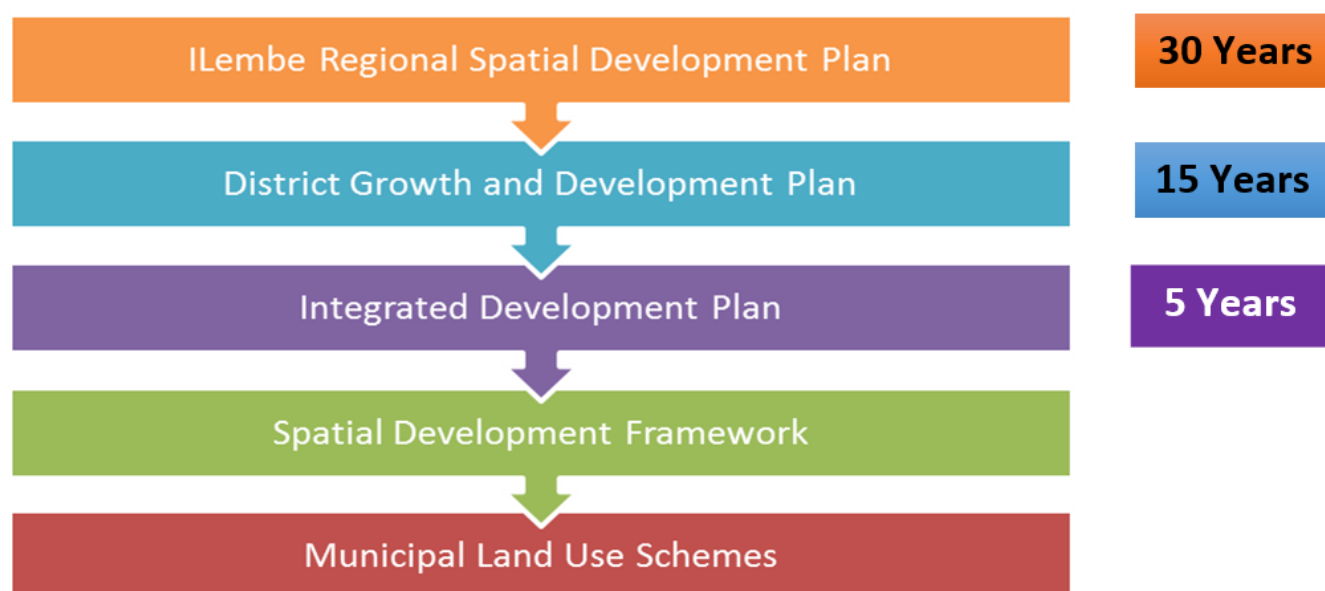 ILembe Regional Spatial Development Plan
30 Years
District Growth and Development Plan
15 Years
Integrated Development Plan
5 Years
Spatial Development Framework
Municipal Land Use Schemes